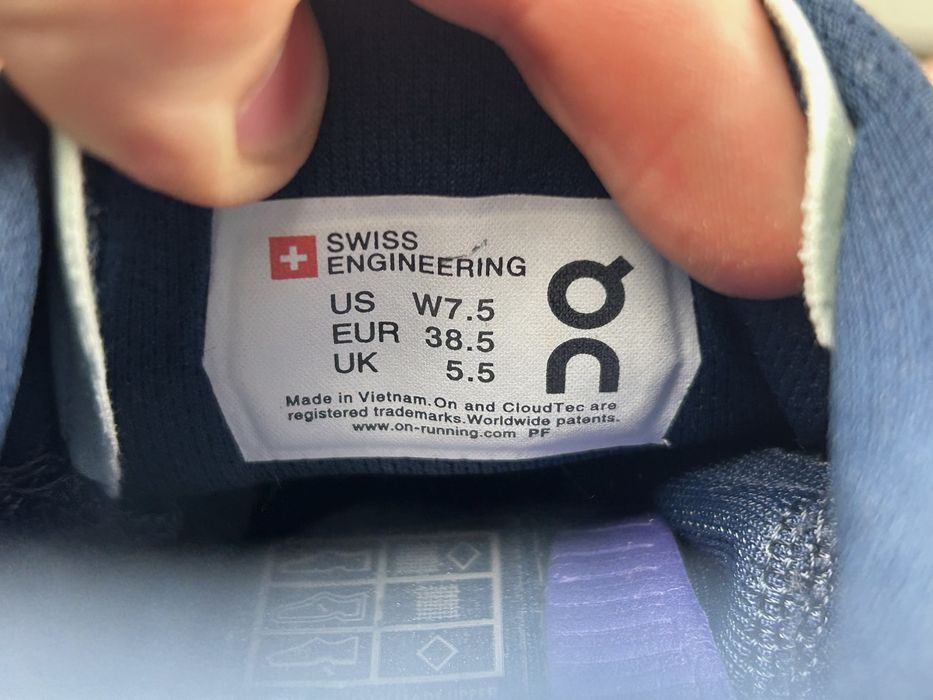 SWISS
ENGINEERING
US W7.5
EUR 38.5
UK 5.5
On
Made in Vietnam.On and CloudTec are
registered trademarks.Worldwide patents.
www.on-running.com PF